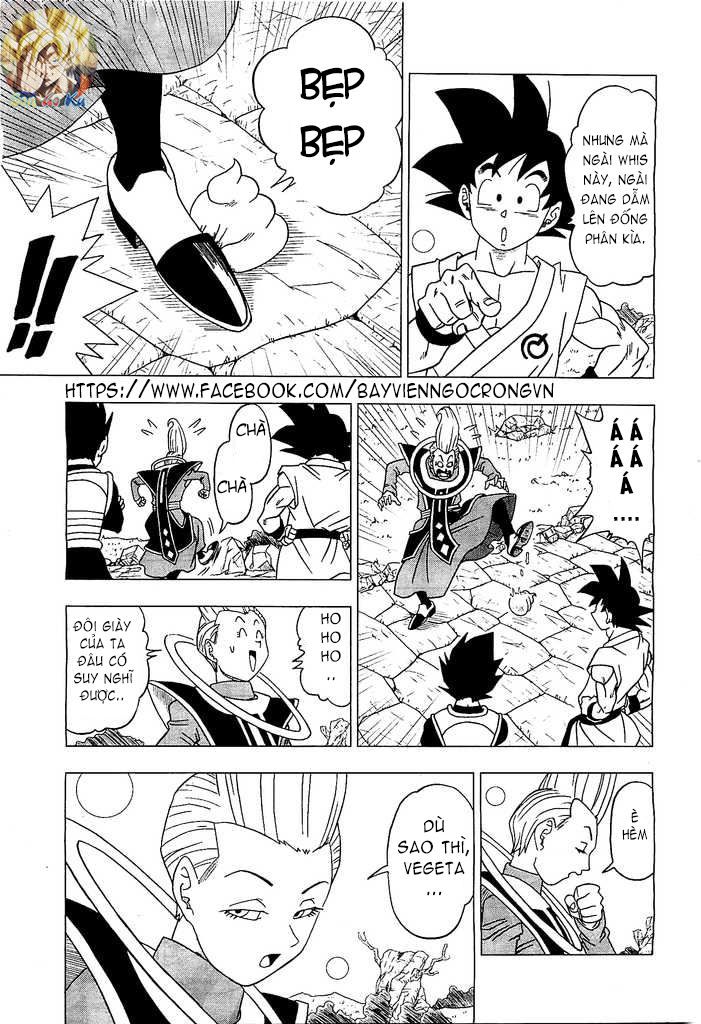 NHƯNG MÀ
NGÀI WHIS
NÀY, NGÀI
ĐANG DẪM
LÊN ĐỐNG
PHÂN KÌA.
BẸP
BẸP
!!
HTTPS://WWW.FACEBOOK.COM/BAYVIENNGOCRONGVN
Á Á
Á Á
Á
....
CHÀ
CHÀ
HO
HO
HO
..
ĐÔI GIÀY
CỦA TA
ĐÂU CÓ
SUY NGHĨ
ĐƯỢC..
È
HÈM
DÙ
SAO THÌ,
VEGETA
...